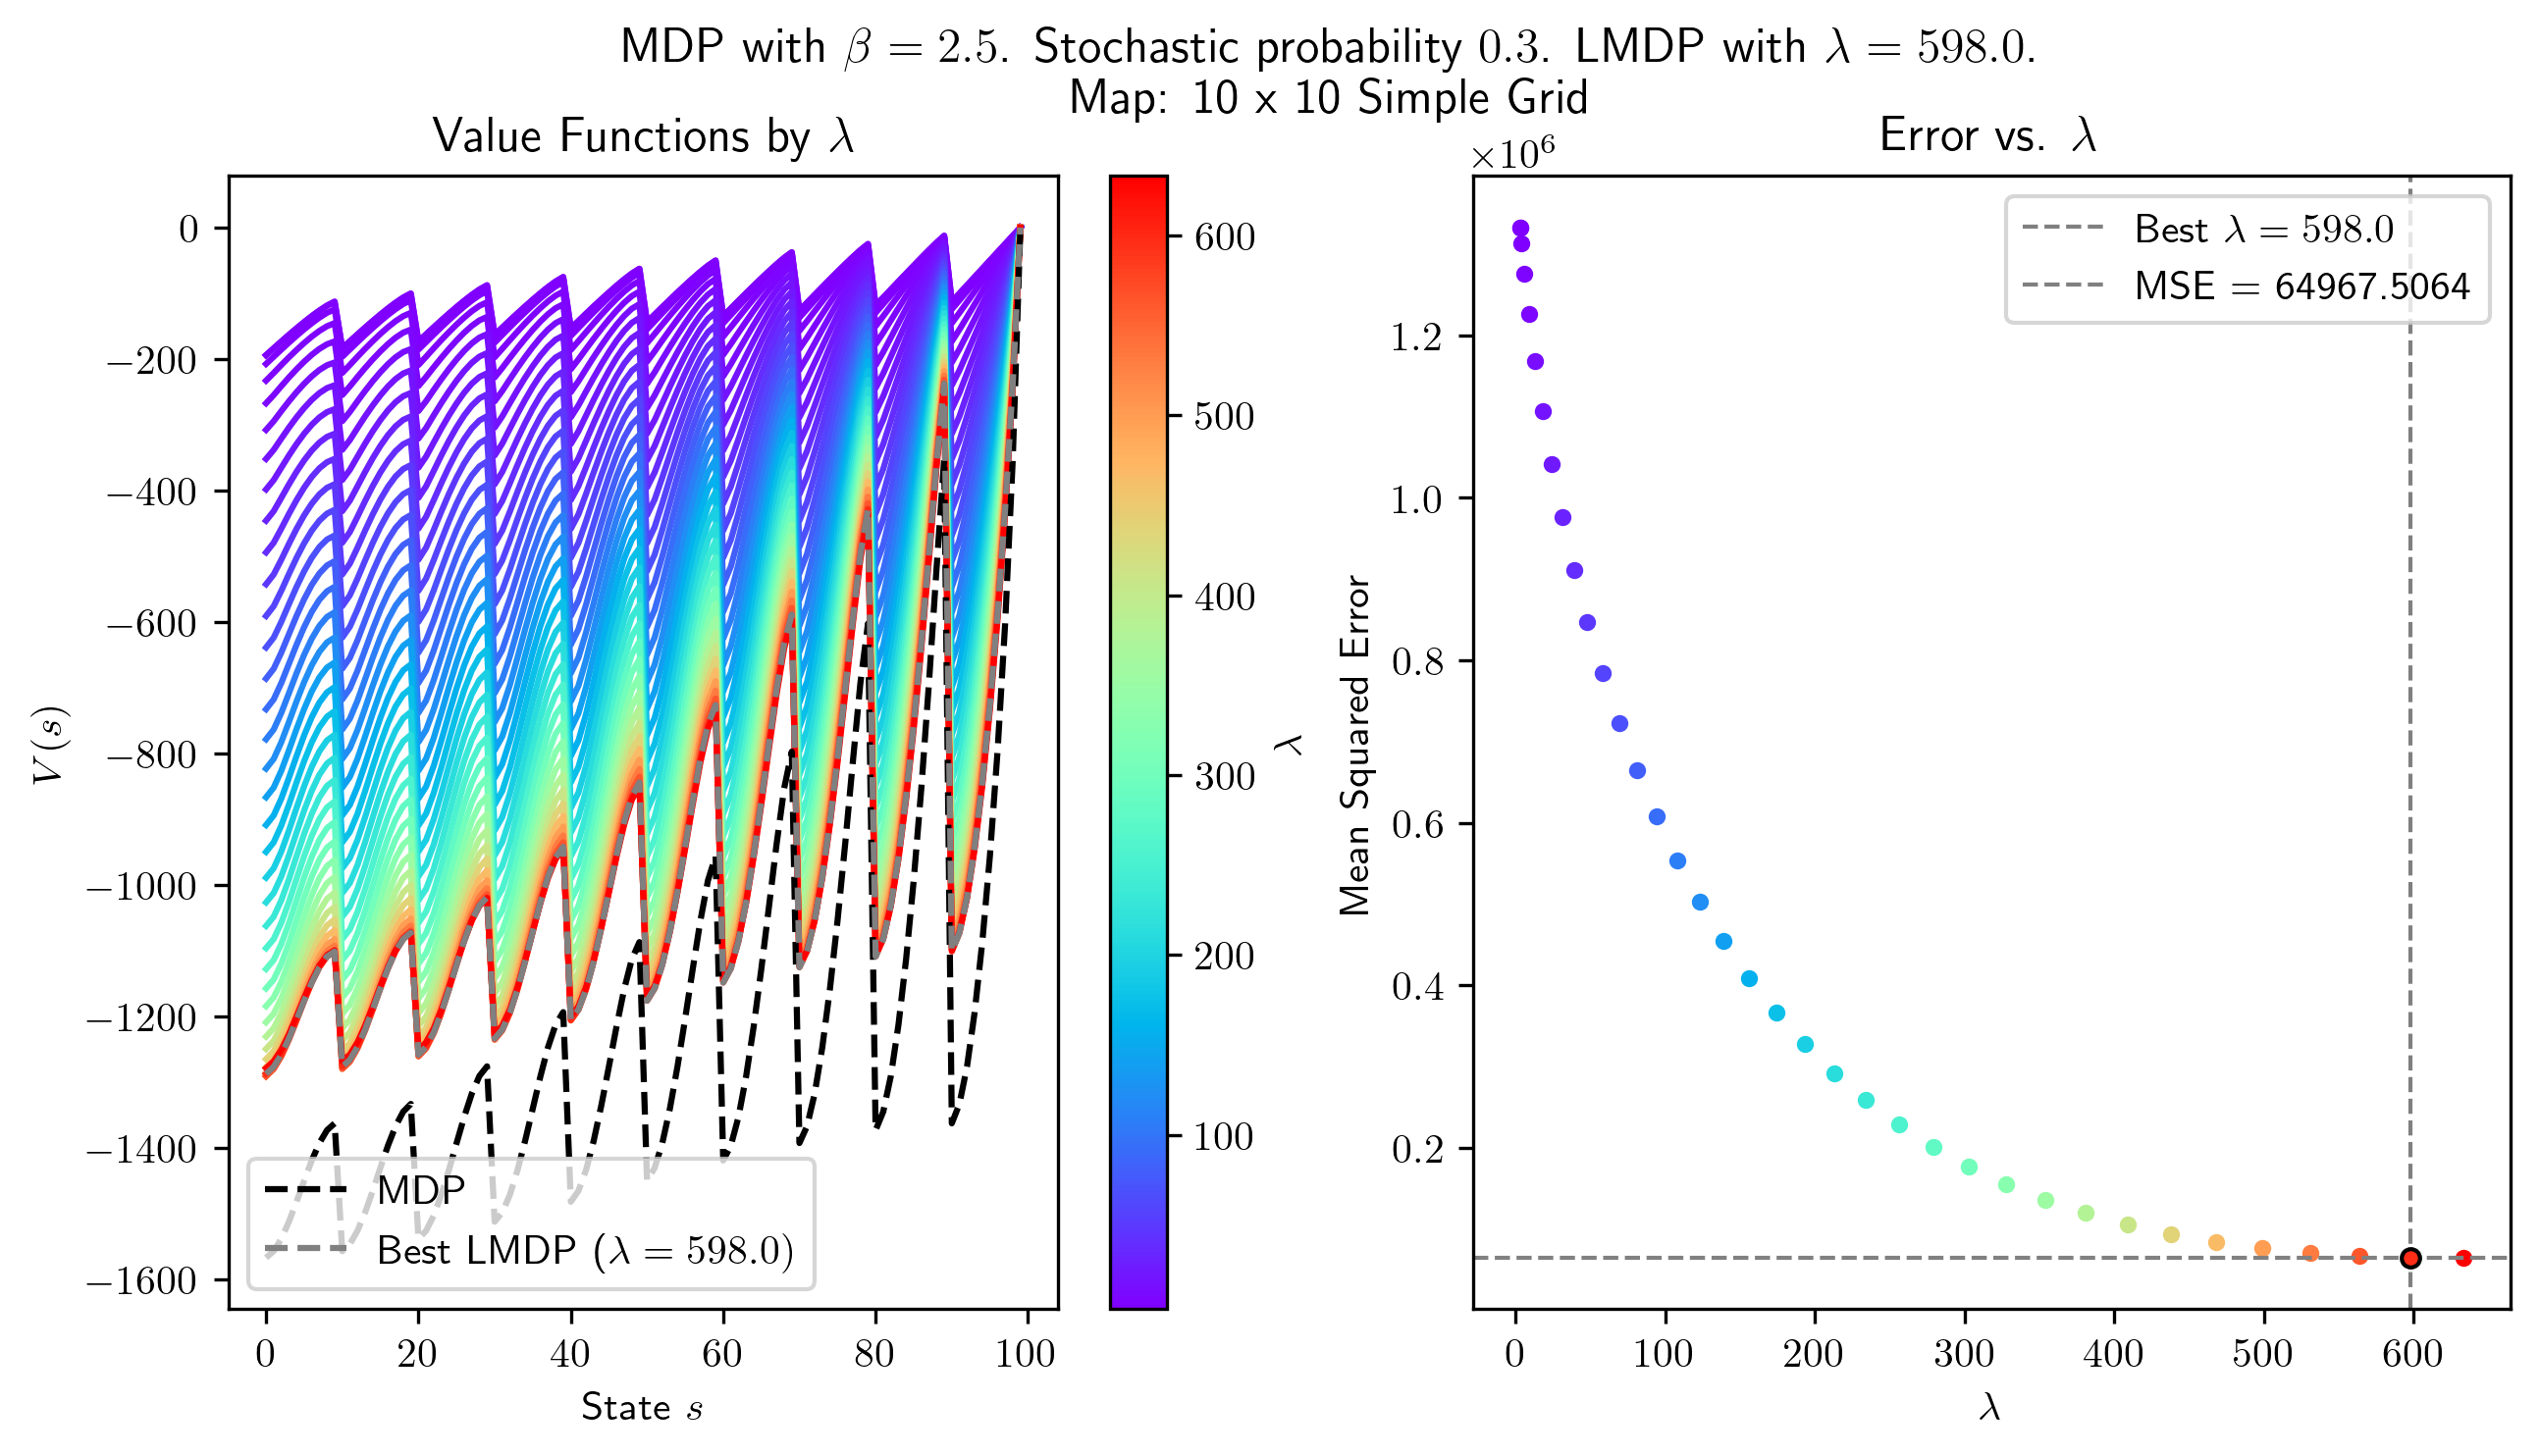 MDP with β = 2.5. Stochastic probability 0.3. LMDP with λ = 598.0.
Map: 10 x 10 Simple Grid
Value Functions by λ
0
−200
−400
−600
−800
−1000
−1200
−1400
−1600
V(s)
MDP
Best LMDP (λ = 598.0)
0
20
40
60
80
100
State s
600
500
400
300
200
100
λ
Error vs. λ
×10⁶
1.2
1.0
0.8
0.6
0.4
0.2
Mean Squared Error
Best λ = 598.0
MSE = 64967.5064
0
100
200
300
400
500
600
λ